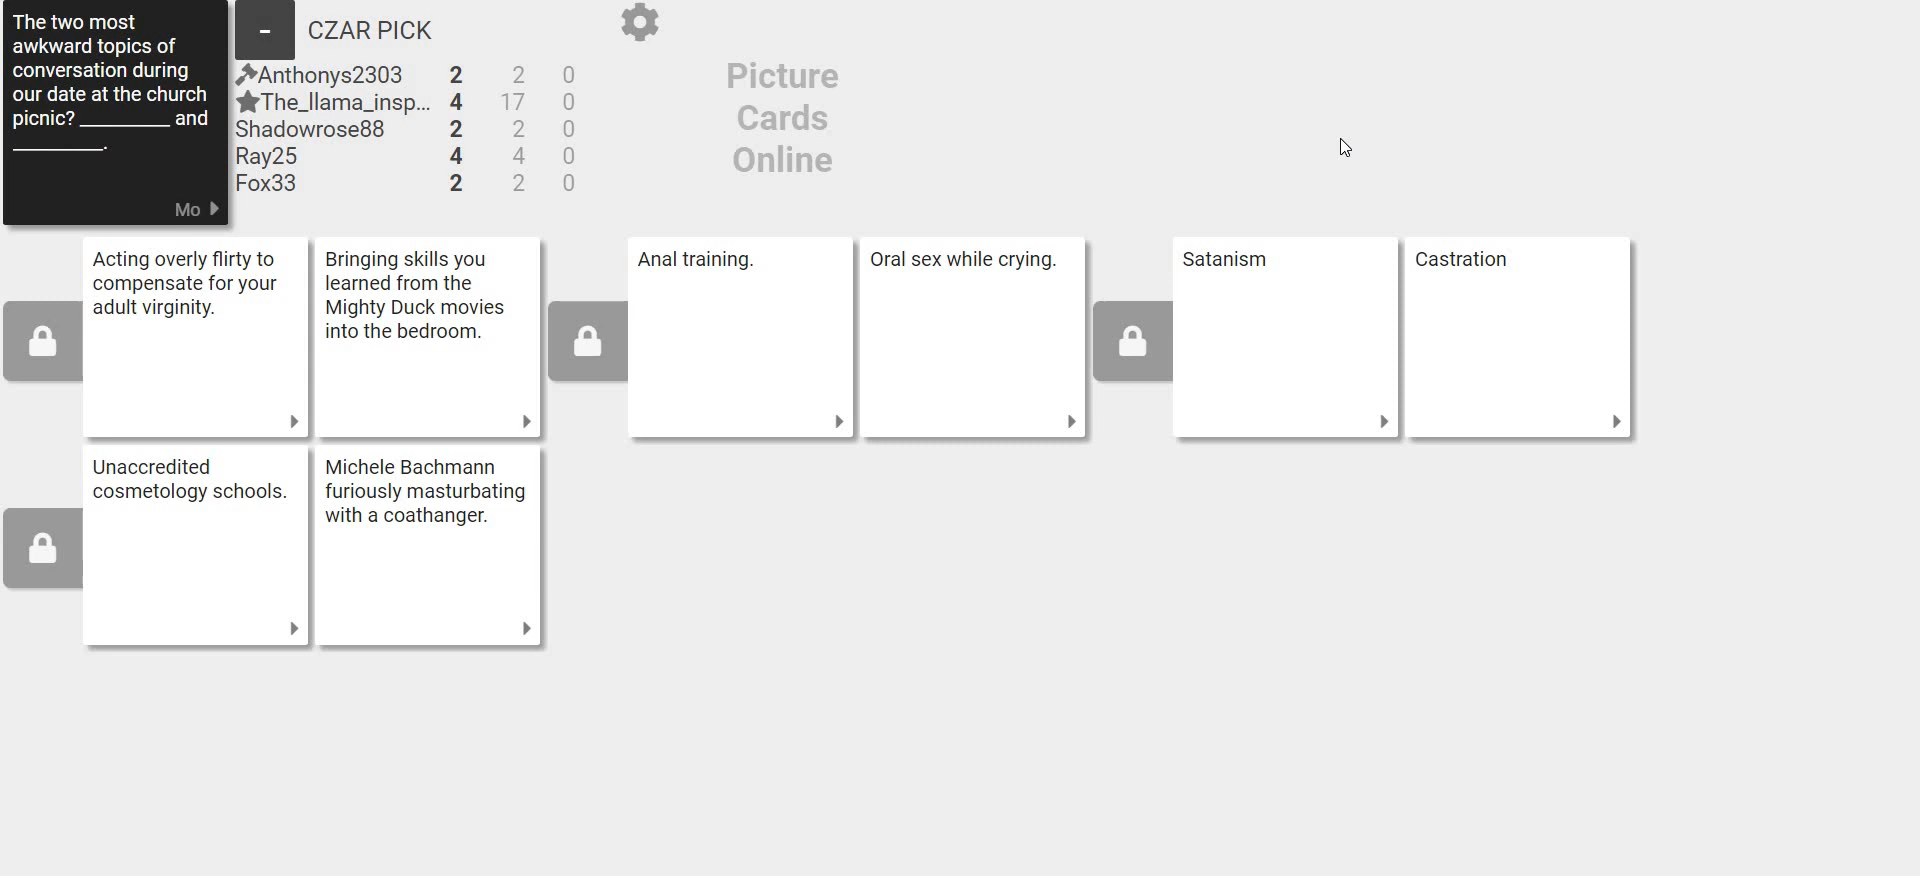 The two most
awkward topics of
conversation during
our date at the church
picnic? __________ and
__________.
Mo
-
CZAR PICK
Anthonys2303 2 2 0
The_llama_insp... 4 17 0
Shadowrose88 2 2 0
Ray25 4 4 0
Fox33 2 2 0
Picture
Cards
Online
Acting overly flirty to
compensate for your
adult virginity.
Bringing skills you
learned from the
Mighty Duck movies
into the bedroom.
Anal training.
Oral sex while crying.
Satanism
Castration
Unaccredited
cosmetology schools.
Michele Bachmann
furiously masturbating
with a coathanger.